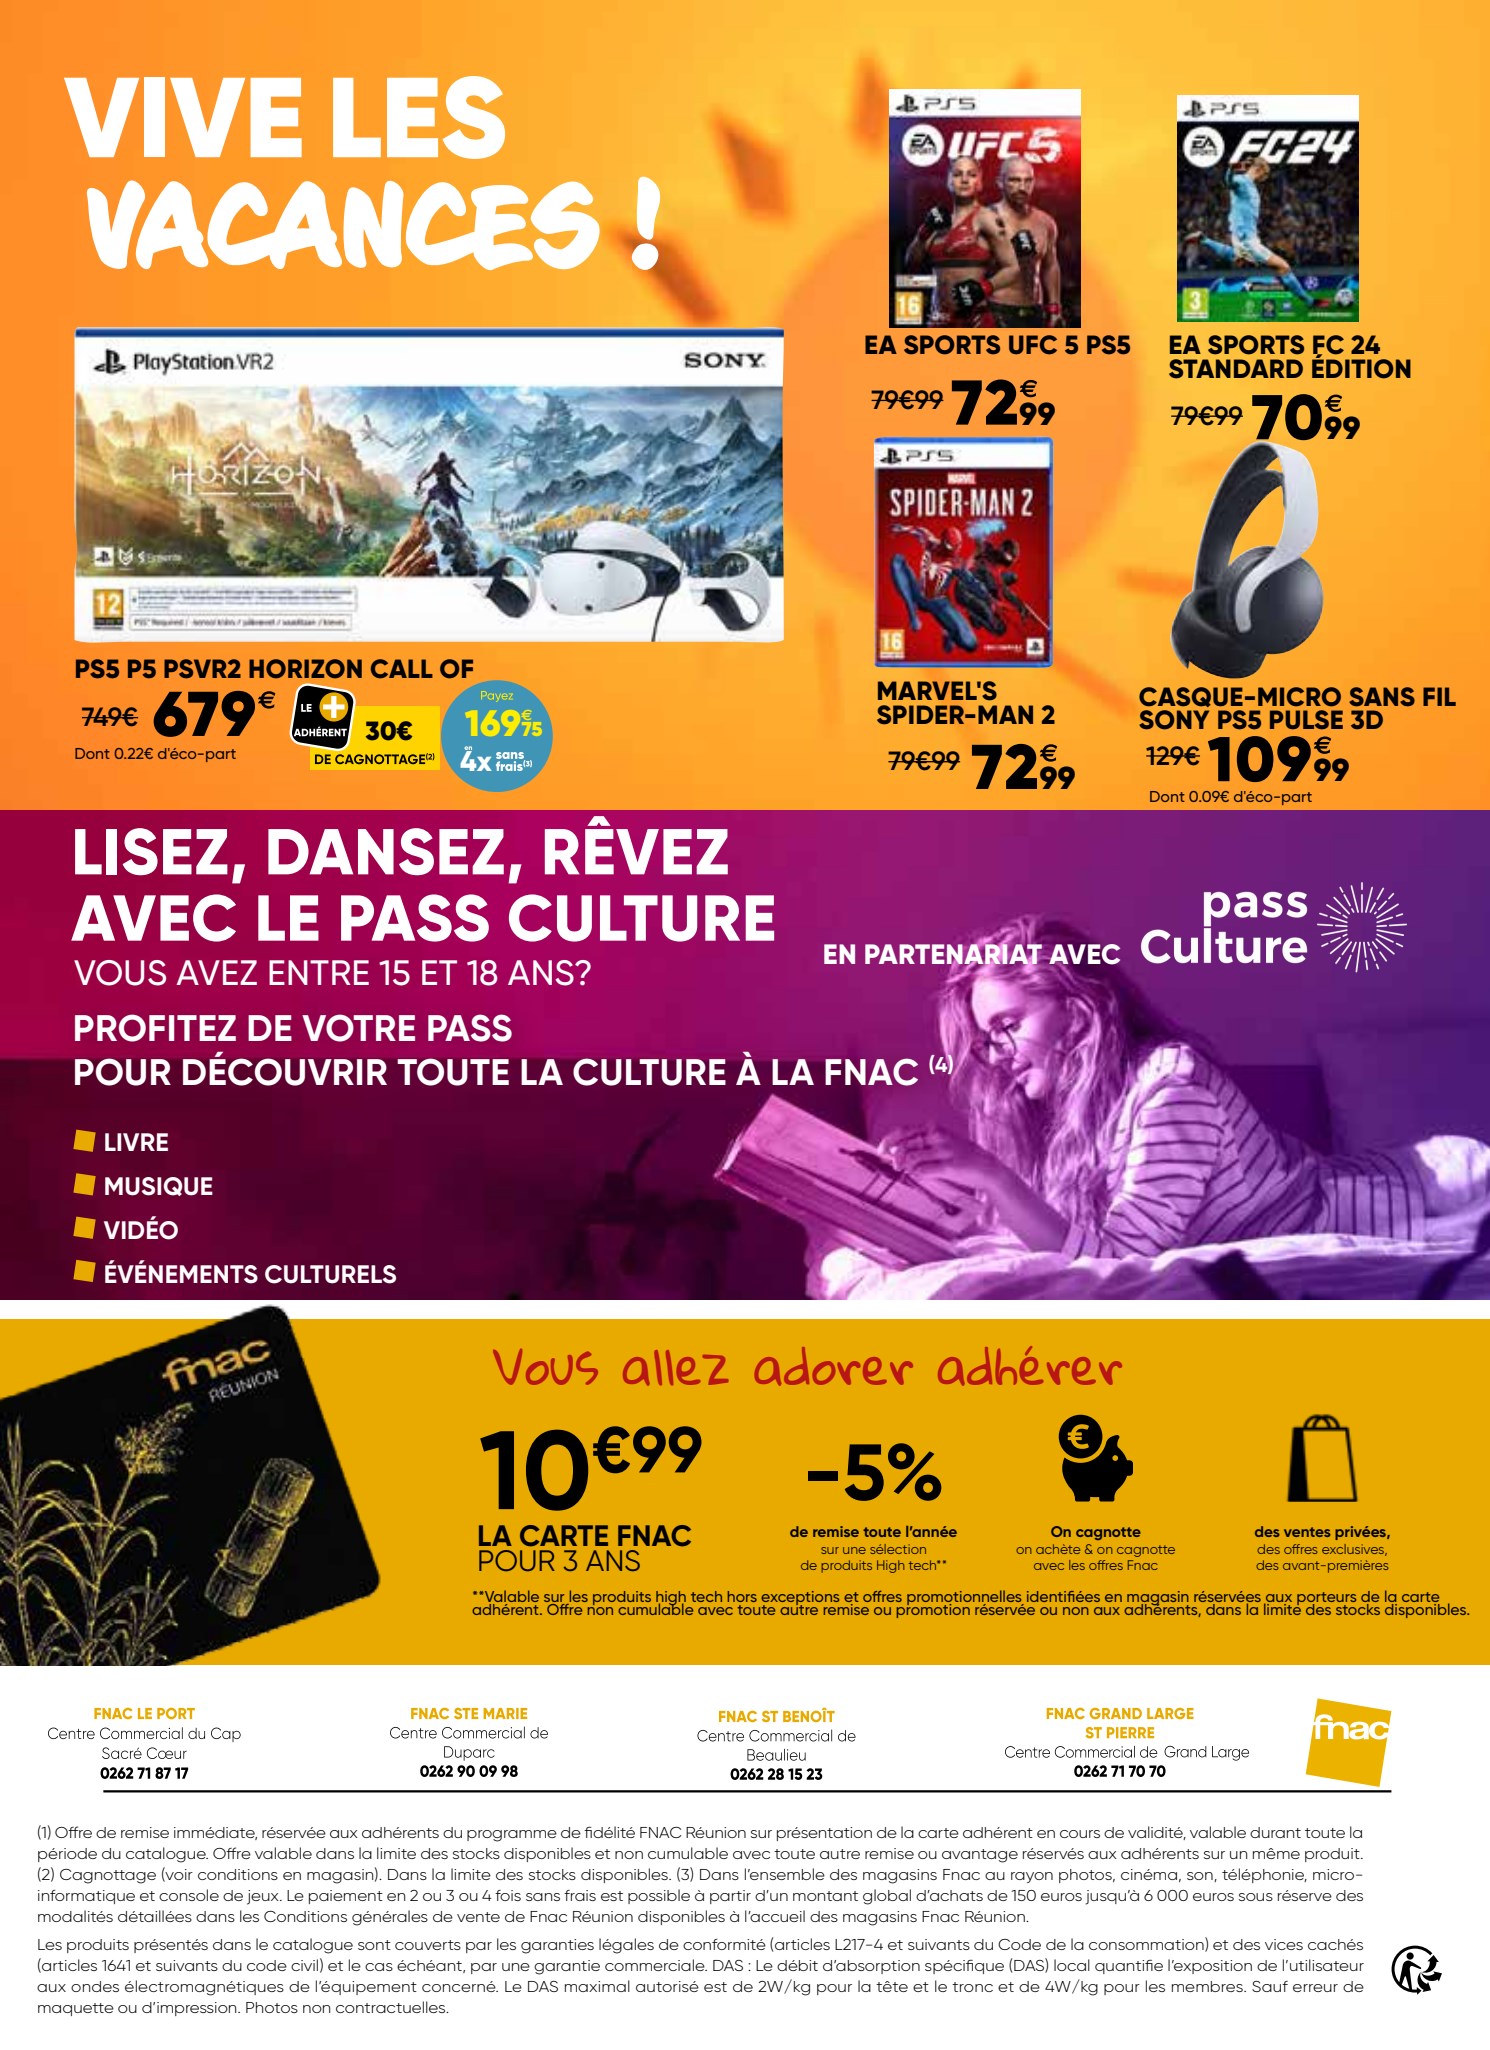 VIVE LES
VACANCES !
PS5
EA SPORTS UFC 5
16
EA SPORTS UFC 5 PS5
79€99 72€99
PS5
EA SPORTS FC24
3
EA SPORTS FC 24
STANDARD ÉDITION
79€99 70€99
PlayStation VR2
SONY
HORIZON
12
PS5 P5 PSVR2 HORIZON CALL OF
749€ 679€
Dont 0.22€ d'éco-part
LE +
ADHÉRENT
30€
DE CAGNOTTAGE(2)
Payez
169€75
en 4x sans frais(3)
PS5
MARVEL
SPIDER-MAN 2
16
MARVEL'S
SPIDER-MAN 2
79€99 72€99
CASQUE-MICRO SANS FIL
SONY PS5 PULSE 3D
129€ 109€99
Dont 0.09€ d'éco-part
LISEZ, DANSEZ, RÊVEZ
AVEC LE PASS CULTURE
VOUS AVEZ ENTRE 15 ET 18 ANS?
EN PARTENARIAT AVEC
pass
Culture
PROFITEZ DE VOTRE PASS
POUR DÉCOUVRIR TOUTE LA CULTURE À LA FNAC (4)
LIVRE
MUSIQUE
VIDÉO
ÉVÉNEMENTS CULTURELS
fnac
RÉUNION
Vous allez adorer adhérer
10€99
LA CARTE FNAC
POUR 3 ANS
-5%
de remise toute l'année
sur une sélection
de produits High tech**
€
On cagnotte
on achète & on cagnotte
avec les offres Fnac
des ventes privées,
des offres exclusives,
des avant-premières
**Valable sur les produits high tech hors exceptions et offres promotionnelles identifiées en magasin réservées aux porteurs de la carte
adhérent. Offre non cumulable avec toute autre remise ou promotion réservée ou non aux adhérents, dans la limite des stocks disponibles.
FNAC LE PORT
Centre Commercial du Cap
Sacré Cœur
0262 71 87 17
FNAC STE MARIE
Centre Commercial de
Duparc
0262 90 09 98
FNAC ST BENOÎT
Centre Commercial de
Beaulieu
0262 28 15 23
FNAC GRAND LARGE
ST PIERRE
Centre Commercial de Grand Large
0262 71 70 70
fnac
(1) Offre de remise immédiate, réservée aux adhérents du programme de fidélité FNAC Réunion sur présentation de la carte adhérent en cours de validité, valable durant toute la
période du catalogue. Offre valable dans la limite des stocks disponibles et non cumulable avec toute autre remise ou avantage réservés aux adhérents sur un même produit.
(2) Cagnottage (voir conditions en magasin). Dans la limite des stocks disponibles. (3) Dans l'ensemble des magasins Fnac au rayon photos, cinéma, son, téléphonie, micro-
informatique et console de jeux. Le paiement en 2 ou 3 ou 4 fois sans frais est possible à partir d'un montant global d'achats de 150 euros jusqu'à 6 000 euros sous réserve des
modalités détaillées dans les Conditions générales de vente de Fnac Réunion disponibles à l'accueil des magasins Fnac Réunion.
Les produits présentés dans le catalogue sont couverts par les garanties légales de conformité (articles L217-4 et suivants du Code de la consommation) et des vices cachés
(articles 1641 et suivants du code civil) et le cas échéant, par une garantie commerciale. DAS : Le débit d'absorption spécifique (DAS) local quantifie l'exposition de l'utilisateur
aux ondes électromagnétiques de l'équipement concerné. Le DAS maximal autorisé est de 2W/kg pour la tête et le tronc et de 4W/kg pour les membres. Sauf erreur de
maquette ou d'impression. Photos non contractuelles.